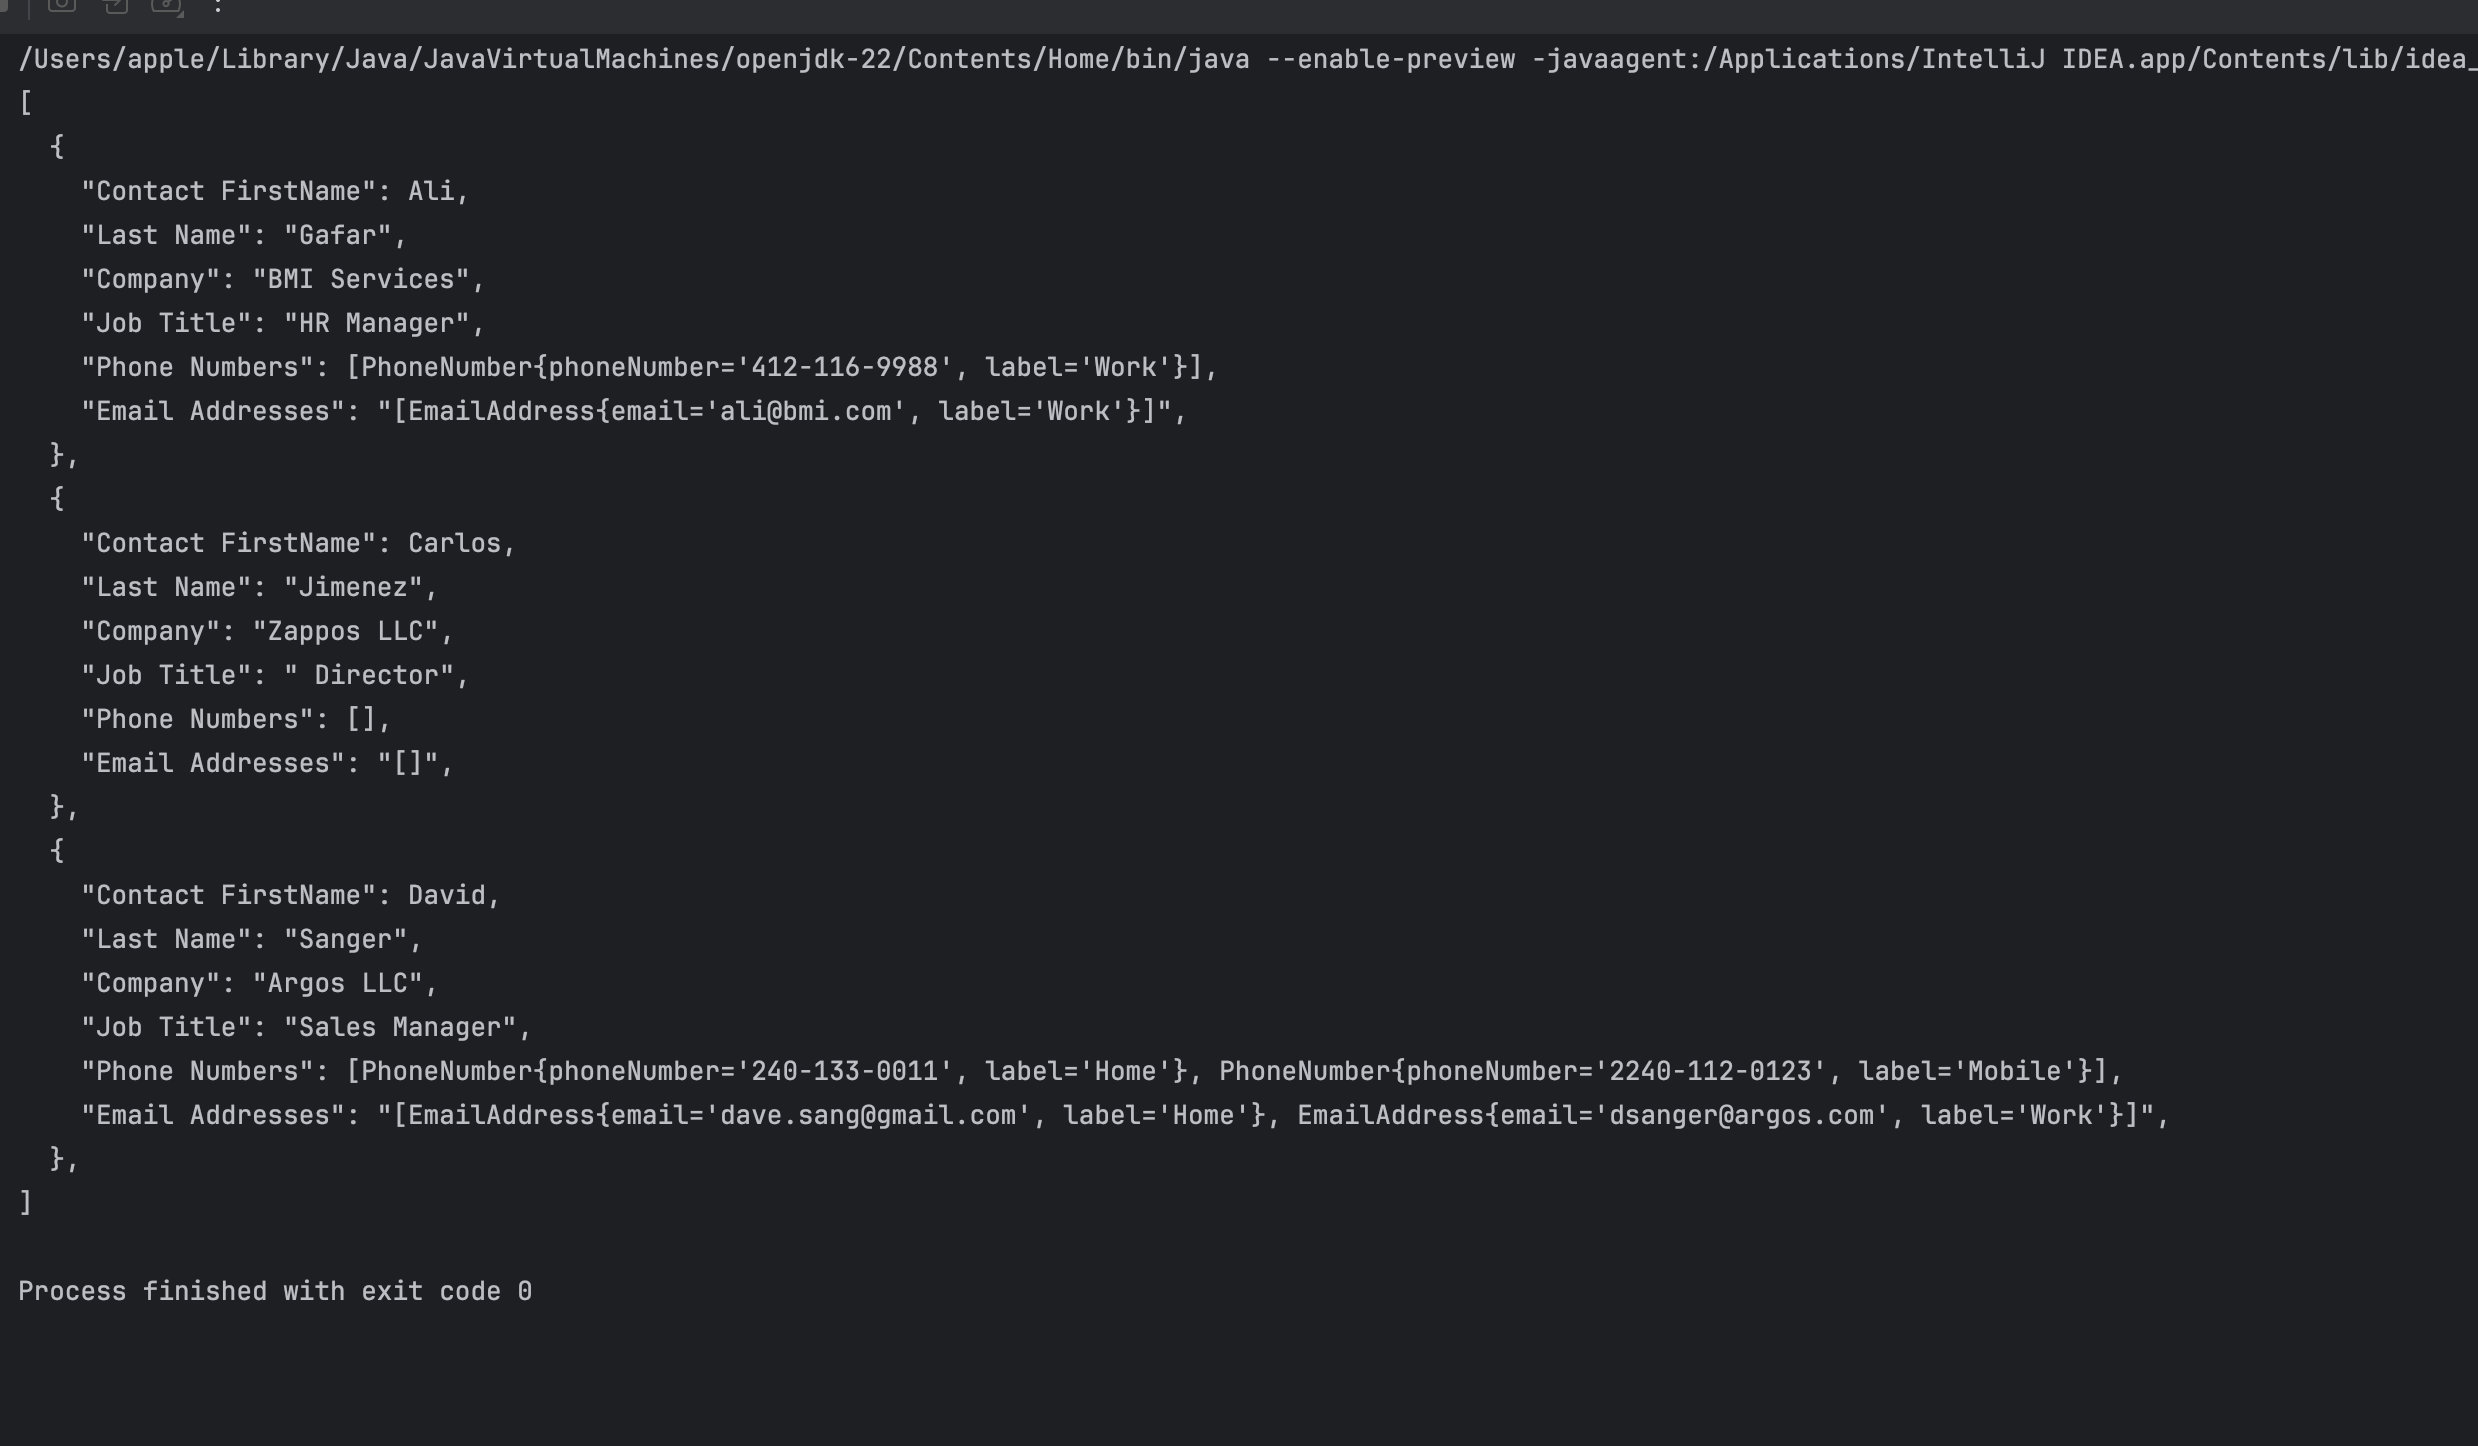 /Users/apple/Library/Java/JavaVirtualMachines/openjdk-22/Contents/Home/bin/java --enable-preview -javaagent:/Applications/IntelliJ IDEA.app/Contents/lib/idea_
[
  {
    "Contact FirstName": Ali,
    "Last Name": "Gafar",
    "Company": "BMI Services",
    "Job Title": "HR Manager",
    "Phone Numbers": [PhoneNumber{phoneNumber='412-116-9988', label='Work'}],
    "Email Addresses": "[EmailAddress{email='ali@bmi.com', label='Work'}]",
  },
  {
    "Contact FirstName": Carlos,
    "Last Name": "Jimenez",
    "Company": "Zappos LLC",
    "Job Title": " Director",
    "Phone Numbers": [],
    "Email Addresses": "[]",
  },
  {
    "Contact FirstName": David,
    "Last Name": "Sanger",
    "Company": "Argos LLC",
    "Job Title": "Sales Manager",
    "Phone Numbers": [PhoneNumber{phoneNumber='240-133-0011', label='Home'}, PhoneNumber{phoneNumber='2240-112-0123', label='Mobile'}],
    "Email Addresses": "[EmailAddress{email='dave.sang@gmail.com', label='Home'}, EmailAddress{email='dsanger@argos.com', label='Work'}]",
  },
]
Process finished with exit code 0